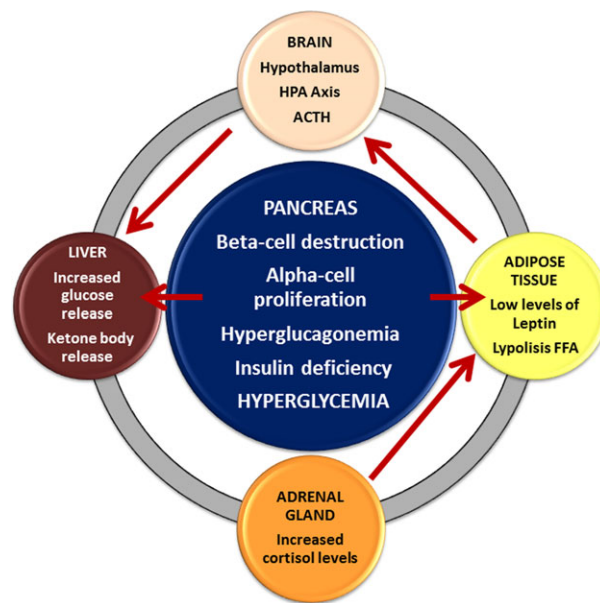 BRAIN
Hypothalamus
HPA Axis
ACTH
PANCREAS
Beta-cell destruction
Alpha-cell
proliferation
Hyperglucagonemia
Insulin deficiency
HYPERGLYCEMIA
LIVER
Increased
glucose
release
Ketone body
release
ADIPOSE
TISSUE
Low levels of
Leptin
Lypolisis FFA
ADRENAL
GLAND
Increased
cortisol levels